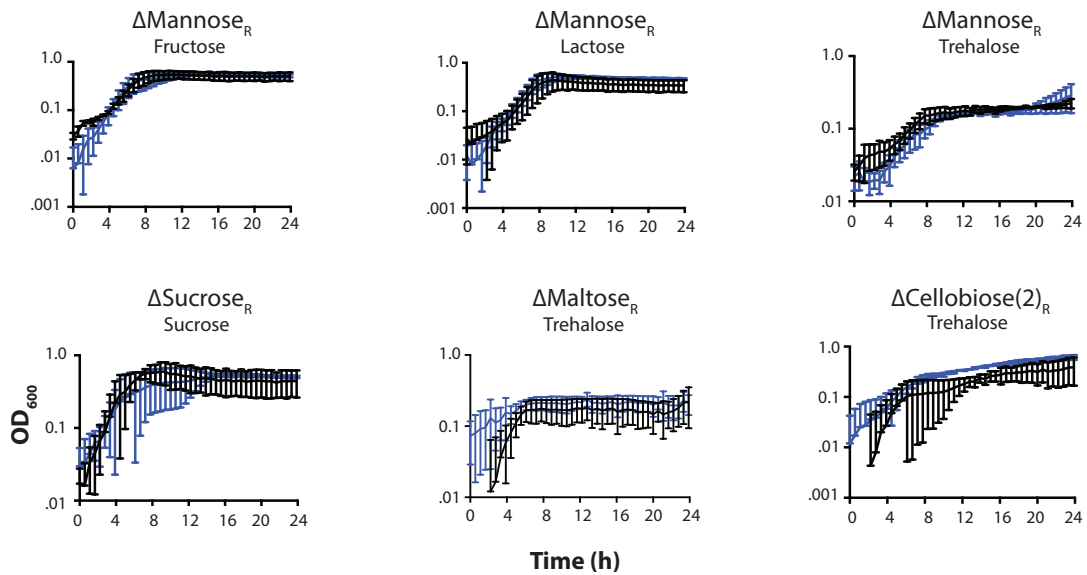 ΔMannose_R
Fructose
1.0
0.1
.01
.001
0 4 8 12 16 20 24
ΔMannose_R
Lactose
1.0
0.1
.01
.001
0 4 8 12 16 20 24
ΔMannose_R
Trehalose
1.0
0.1
.01
0 4 8 12 16 20 24
ΔSucrose_R
Sucrose
1.0
0.1
.01
0 4 8 12 16 20 24
ΔMaltose_R
Trehalose
1.0
0.1
.01
0 4 8 12 16 20 24
ΔCellobiose(2)_R
Trehalose
1.0
0.1
.01
.001
0 4 8 12 16 20 24
OD600
Time (h)